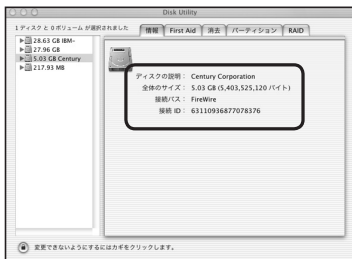 Disk Utility
1 ディスク と 0 ボリューム が選択されました
情報 First Aid 消去 パーティション RAID
28.63 GB IBM-
27.96 GB
5.03 GB Century
217.93 MB
ディスクの説明： Century Corporation
全体のサイズ： 5.03 GB (5,403,525,120 バイト)
接続バス： FireWire
接続 ID： 63110936877078376
変更できないようにするにはカギをクリックします。